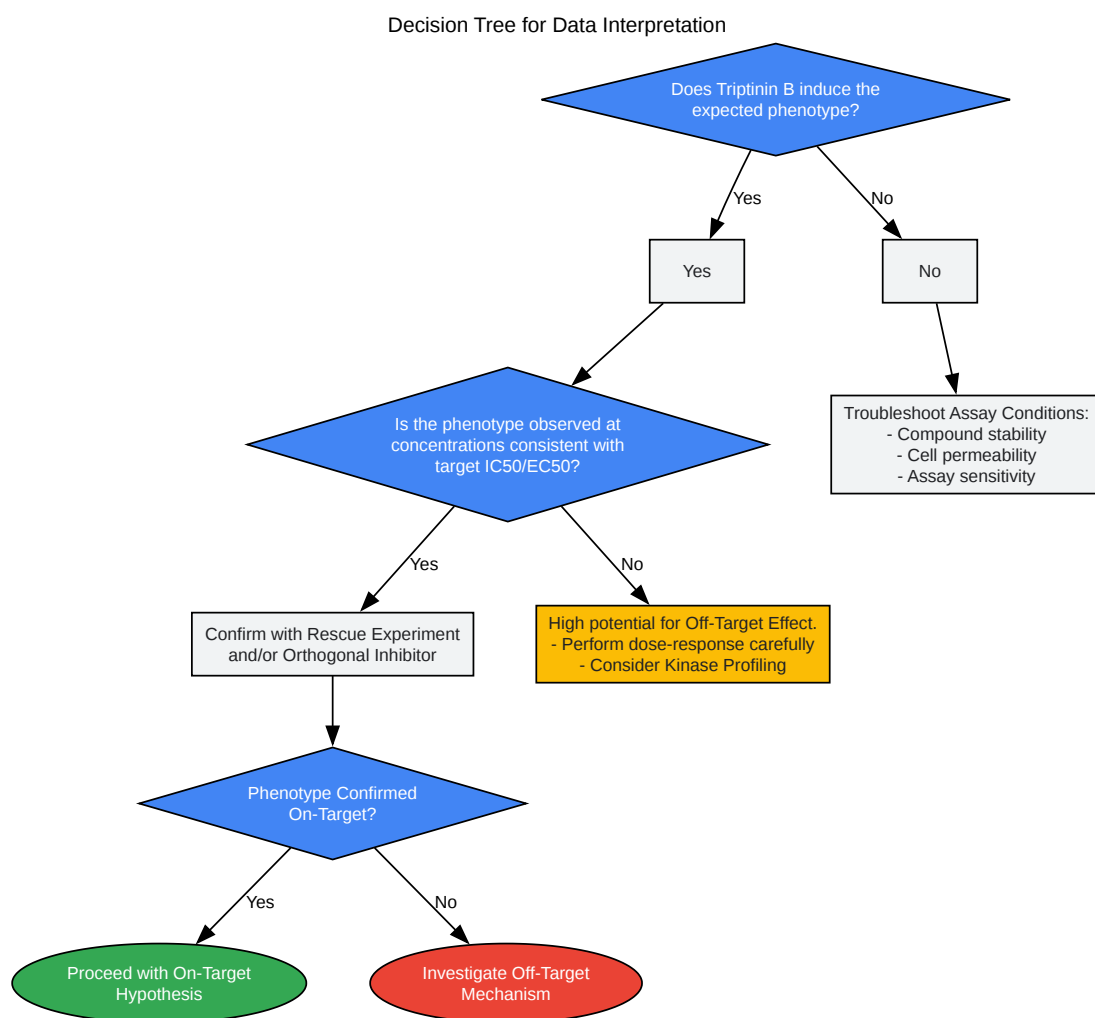 Decision Tree for Data Interpretation
Does Triptinin B induce the
expected phenotype?
Yes
No
Yes
No
Is the phenotype observed at
concentrations consistent with
target IC50/EC50?
Troubleshoot Assay Conditions:
- Compound stability
- Cell permeability
- Assay sensitivity
Yes
No
Confirm with Rescue Experiment
and/or Orthogonal Inhibitor
High potential for Off-Target Effect.
- Perform dose-response carefully
- Consider Kinase Profiling
Phenotype Confirmed
On-Target?
Yes
No
Proceed with On-Target
Hypothesis
Investigate Off-Target
Mechanism